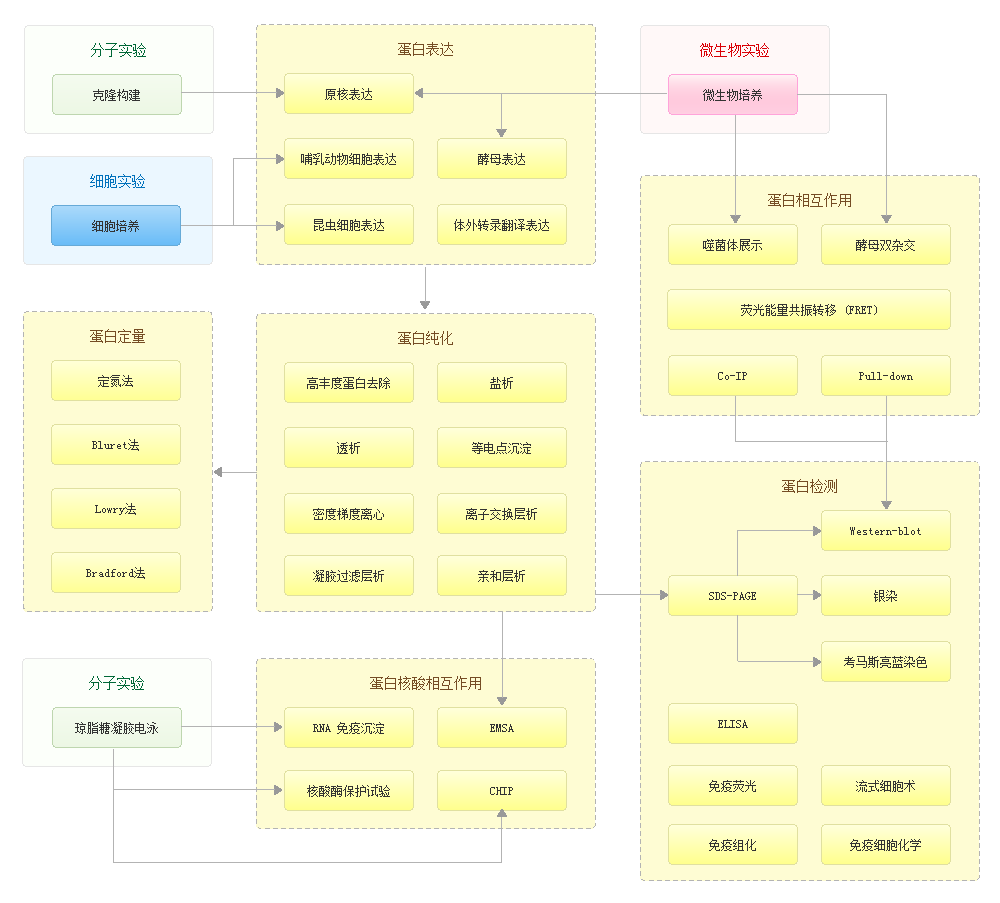 分子实验
克隆构建
细胞实验
细胞培养
蛋白表达
原核表达
哺乳动物细胞表达
酵母表达
昆虫细胞表达
体外转录翻译表达
微生物实验
微生物培养
蛋白相互作用
噬菌体展示
酵母双杂交
荧光能量共振转移 (FRET)
Co-IP
Pull-down
蛋白定量
定氮法
Bluret法
Lowry法
Bradford法
蛋白纯化
高丰度蛋白去除
盐析
透析
等电点沉淀
密度梯度离心
离子交换层析
凝胶过滤层析
亲和层析
蛋白检测
Western-blot
SDS-PAGE
银染
考马斯亮蓝染色
ELISA
免疫荧光
流式细胞术
免疫组化
免疫细胞化学
分子实验
琼脂糖凝胶电泳
蛋白核酸相互作用
RNA 免疫沉淀
EMSA
核酸酶保护试验
CHIP